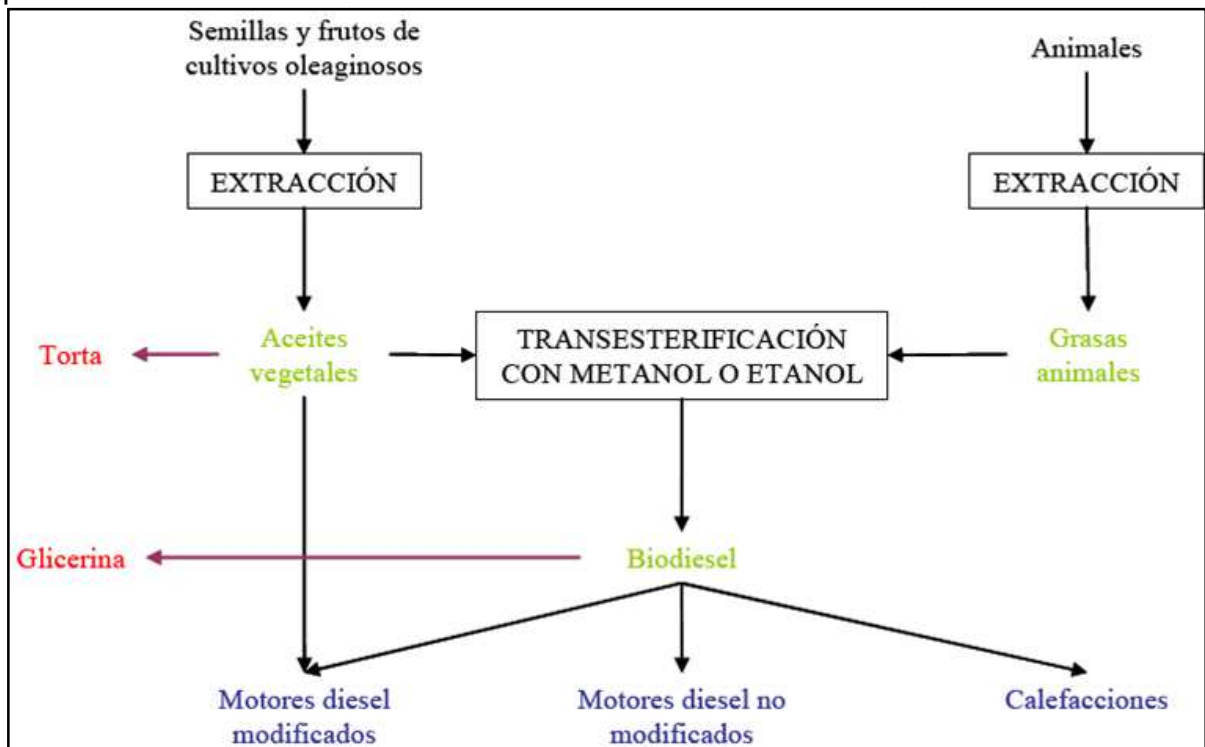 Semillas y frutos de
cultivos oleaginosos
Animales
EXTRACCIÓN
EXTRACCIÓN
Torta
Aceites
vegetales
TRANSESTERIFICACIÓN
CON METANOL O ETANOL
Grasas
animales
Glicerina
Biodiesel
Motores diesel
modificados
Motores diesel no
modificados
Calefacciones